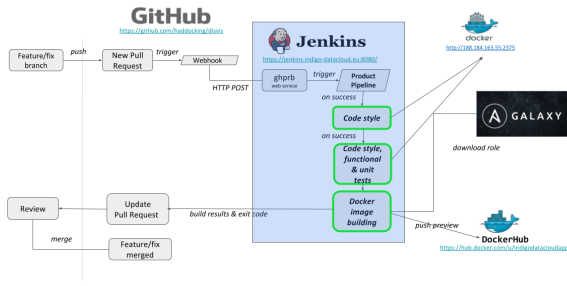 GitHub
https://github.com/haddocking/disvis
Jenkins
https://jenkins.indigo-datacloud.eu:8080/
docker
http://188.184.163.55:2375
Feature/fix
branch
push
New Pull
Request
trigger
Webhook
HTTP POST
ghprb
web service
trigger
Product
Pipeline
on success
Code style
on success
Code style,
functional
& unit
tests
Docker
image
building
GALAXY
download role
Review
Update
Pull Request
build results & exit code
push preview
merge
Feature/fix
merged
DockerHub
https://hub.docker.com/u/indigodatacloudapp